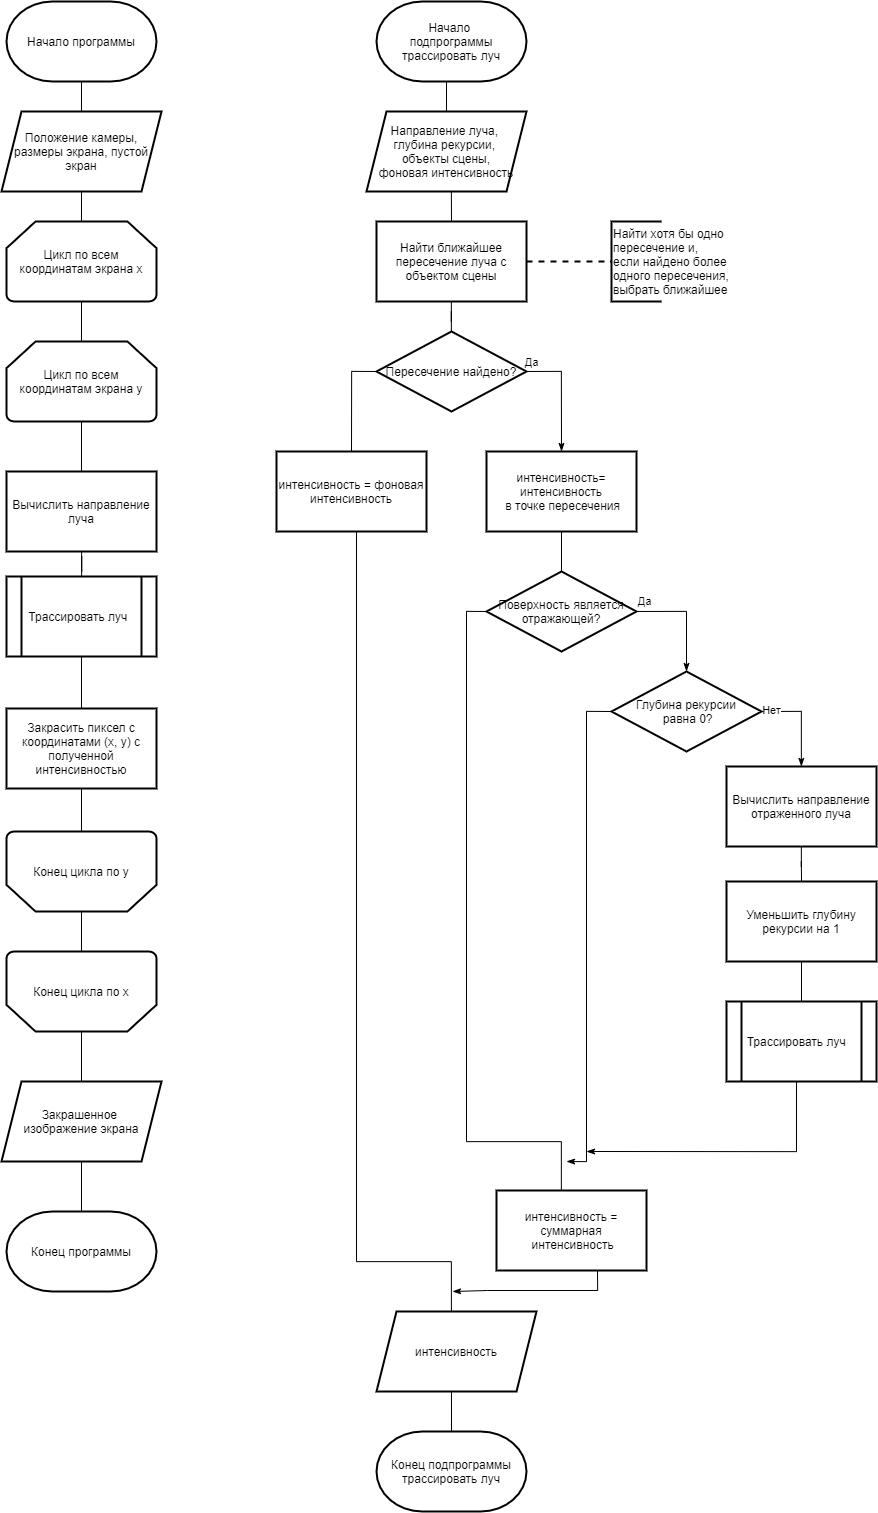 Начало программы
Положение камеры,
размеры экрана, пустой
экран
Цикл по всем
координатам экрана x
Цикл по всем
координатам экрана y
Вычислить направление
луча
Трассировать луч
Закрасить пиксел с
координатами (x, y) с
полученной
интенсивностью
Конец цикла по y
Конец цикла по x
Закрашенное
изображение экрана
Конец программы
Начало
подпрограммы
трассировать луч
Направление луча,
глубина рекурсии,
объекты сцены,
фоновая интенсивность
Найти ближайшее
пересечение луча с
объектом сцены
Найти хотя бы одно
пересечение и,
если найдено более
одного пересечения,
выбрать ближайшее
Пересечение найдено?
Да
интенсивность = фоновая
интенсивность
интенсивность=
интенсивность
в точке пересечения
Поверхность является
отражающей?
Да
Глубина рекурсии
равна 0?
Нет
Вычислить направление
отраженного луча
Уменьшить глубину
рекурсии на 1
Трассировать луч
интенсивность =
суммарная
интенсивность
интенсивность
Конец подпрограммы
трассировать луч